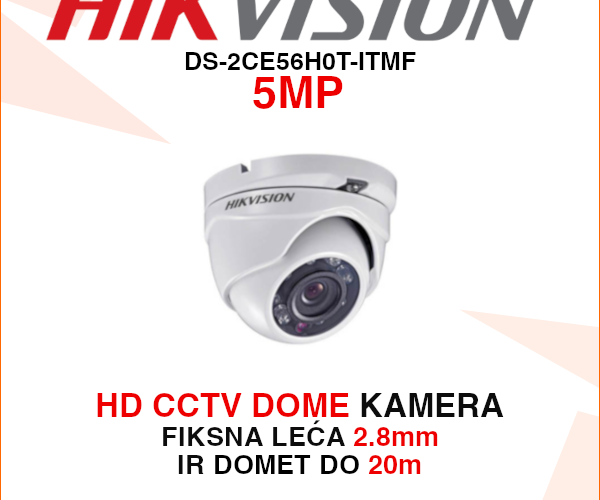 HIKVISION
DS-2CE56H0T-ITMF
5MP
HIKVISION
HD CCTV DOME KAMERA
FIKSNA LEĆA 2.8mm
IR DOMET DO 20m